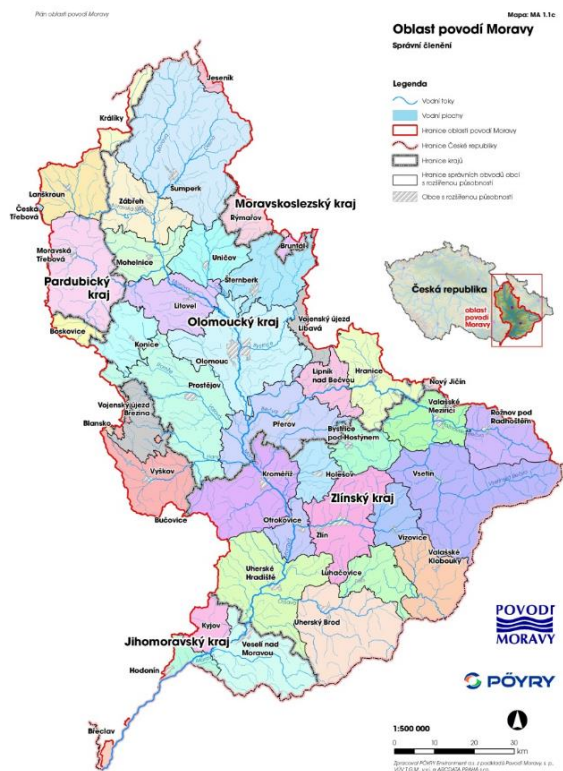 Plán oblasti povodí Moravy
Mapa: MA 1.1c
Oblast povodí Moravy
Správní členění
Legenda
Vodní toky
Vodní plochy
Hranice oblasti povodí Moravy
Hranice České republiky
Hranice krajů
Hranice správních obvodů obcí
s rozšířenou působností
Obce s rozšířenou působností
Jeseník
Králíky
Šumperk
Lanškroun
Zábřeh
Česká
Třebová
Moravskoslezský kraj
Rýmařov
Moravská
Třebová
Mohelnice
Uničov
Bruntál
Šternberk
Pardubický
kraj
Litovel
Česká republika
oblast
povodí
Moravy
Olomoucký kraj
Vojenský újezd
Libavá
Boskovice
Konice
Olomouc
Lipník
nad Bečvou
Hranice
Nový Jičín
Prostějov
Vojenský újezd
Březina
Valašské
Meziříčí
Rožnov pod
Radhoštěm
Blansko
Přerov
Bystřice
pod Hostýnem
Vyškov
Kroměříž
Holešov
Vsetín
Zlínský kraj
Bučovice
Otrokovice
Zlín
Vizovice
Valašské
Klobouky
Uherské
Hradiště
Luhačovice
Uherský Brod
Kyjov
Jihomoravský kraj
Veselí nad
Moravou
Hodonín
Břeclav
POVODÍ
MORAVY
PÖYRY
1:500 000
0 10 20 30
km